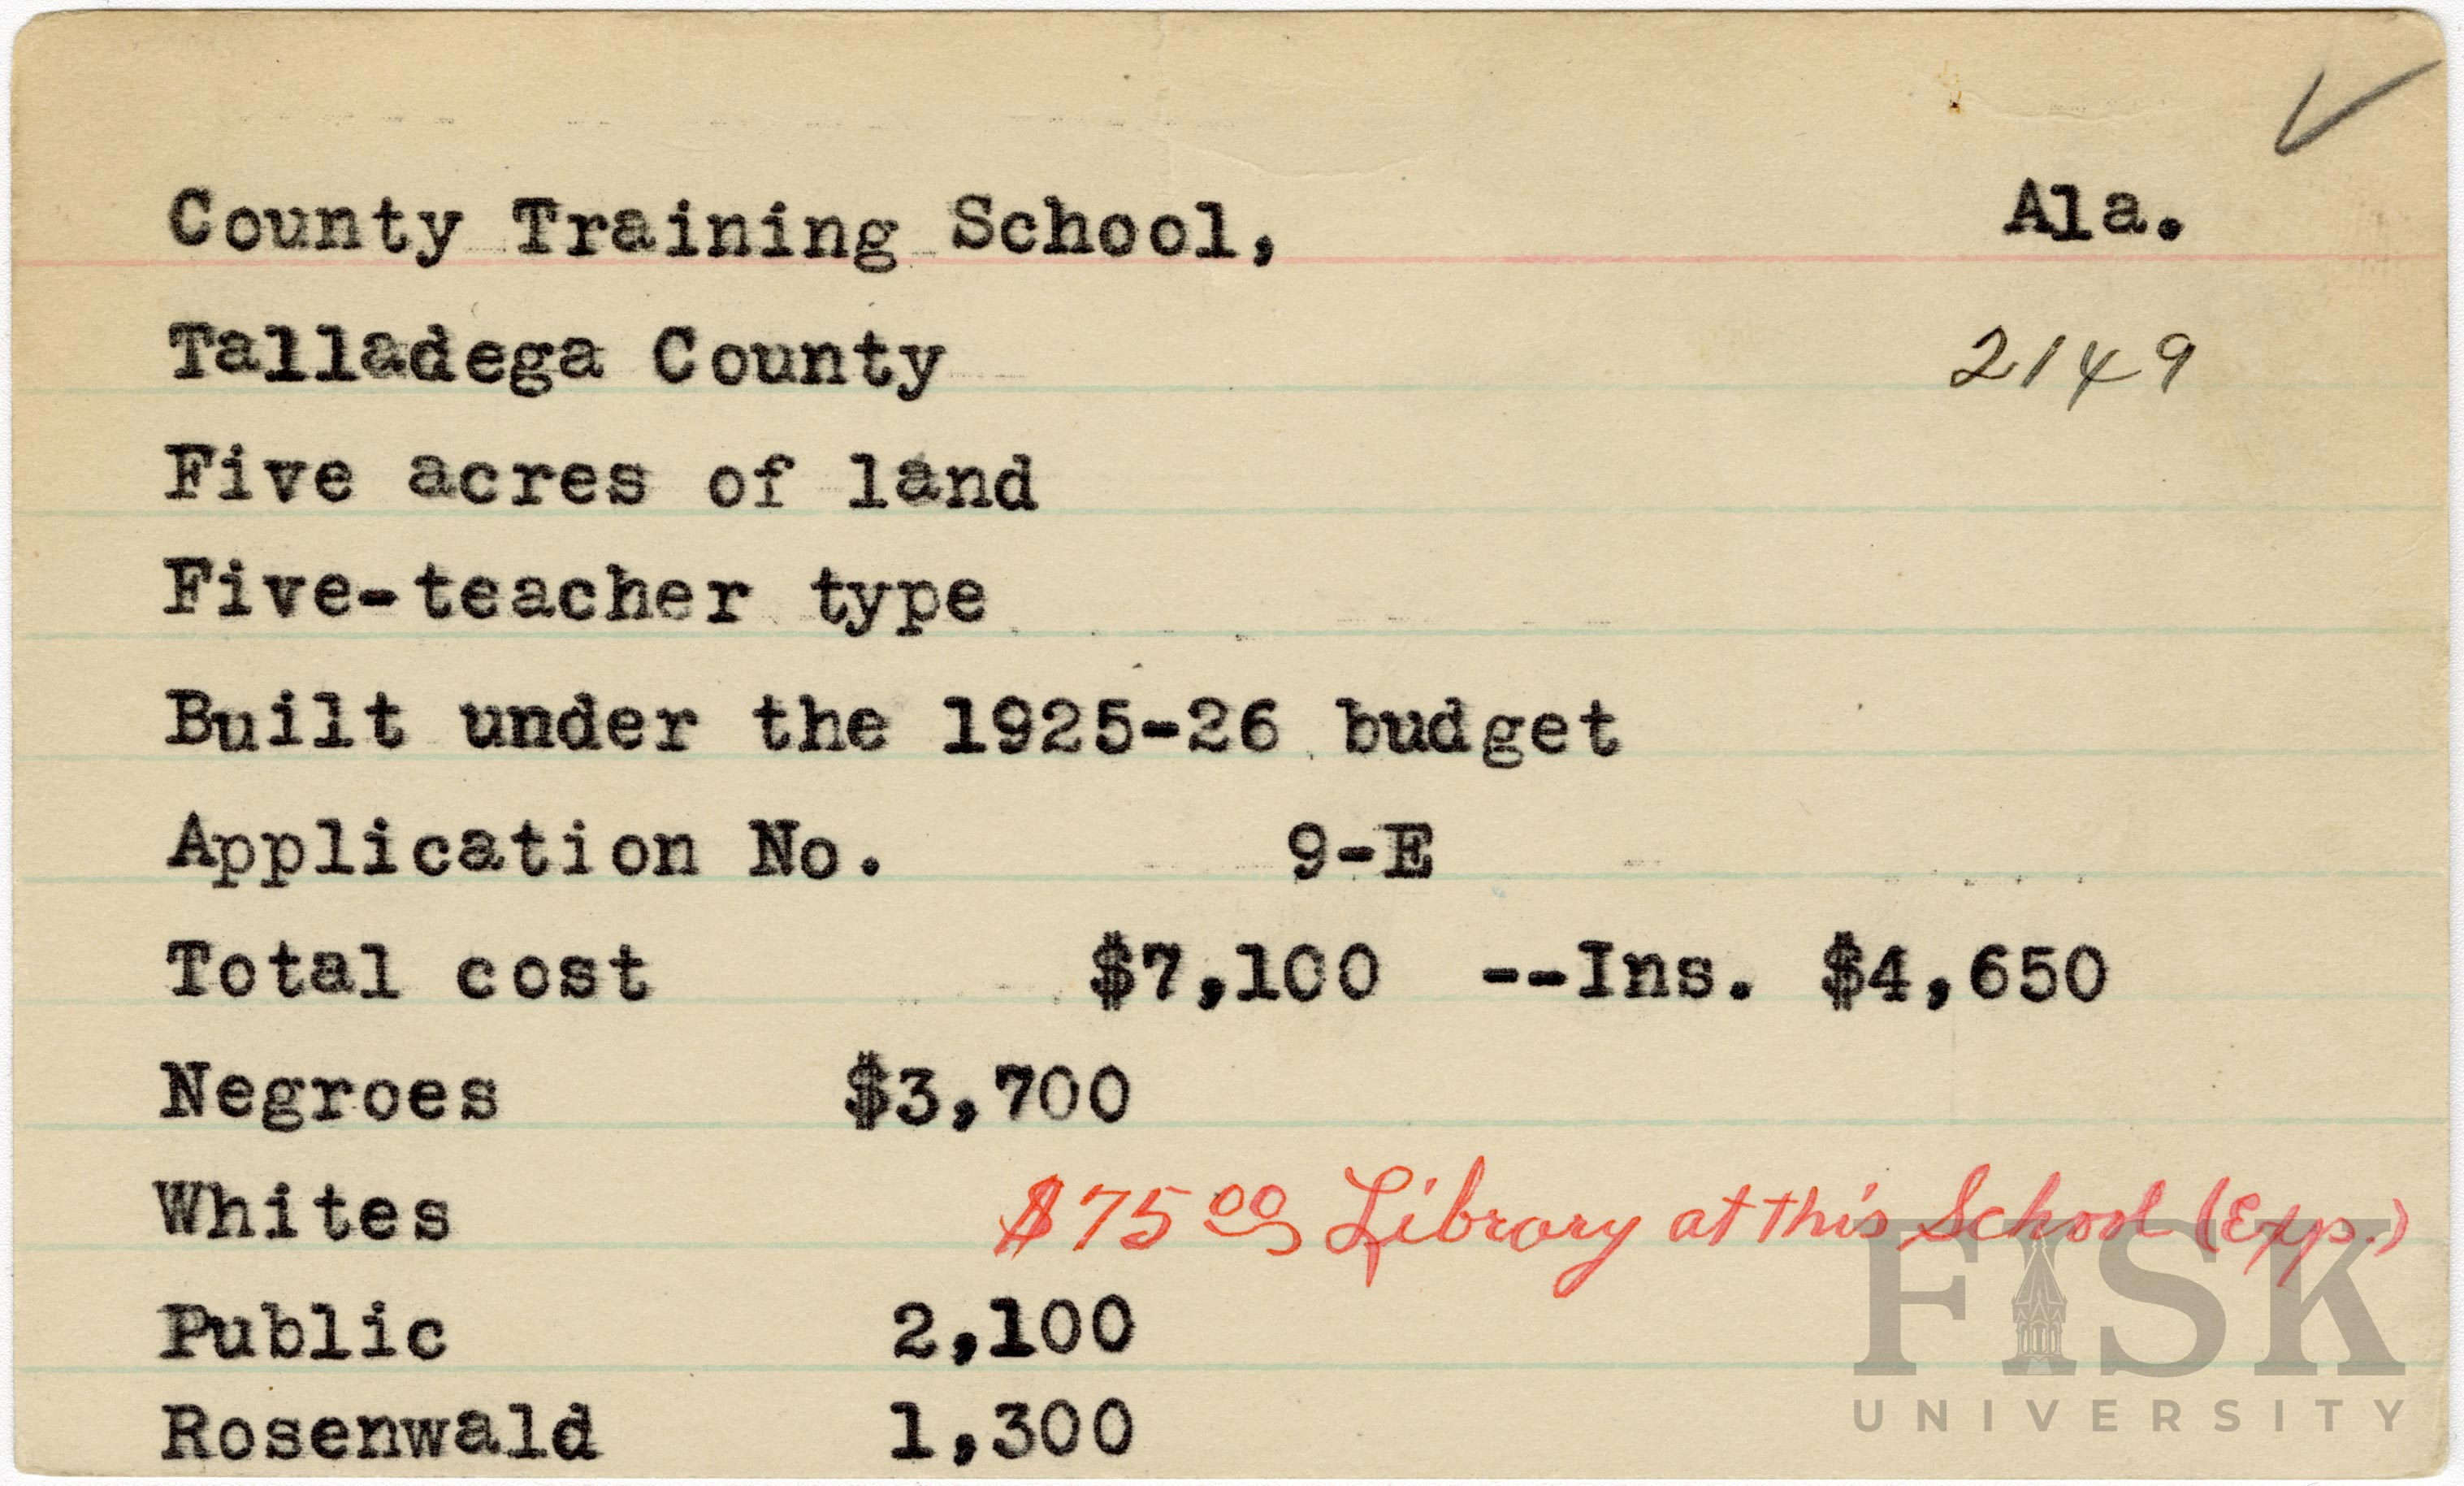 County Training School, Ala.
Talladega County 2149
Five acres of land
Five-teacher type
Built under the 1925-26 budget
Application No. 9-E
Total cost $7,100 --Ins. $4,650
Negroes $3,700
Whites $75.00 Library at this School (Exp.)
Public 2,100
Rosenwald 1,300
FISK
UNIVERSITY